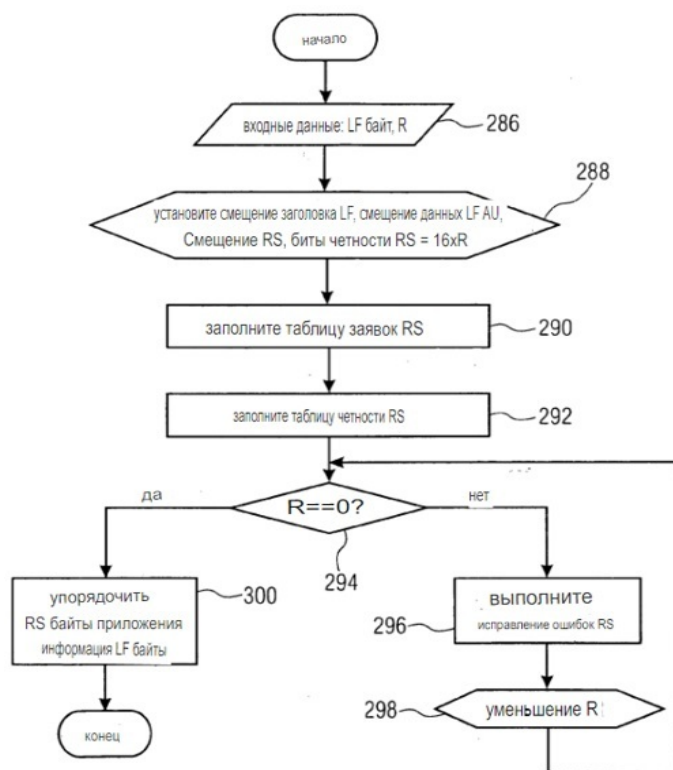 начало
входные данные: LF байт, R
286
288
установите смещение заголовка LF, смещение данных LF AU,
Смещение RS, биты четности RS = 16xR
заполните таблицу заявок RS
290
заполните таблицу четности RS
292
да
R==0?
нет
294
упорядочить
RS байты приложения
информация LF байты
300
выполните
исправление ошибок RS
296
298
уменьшение R
конец